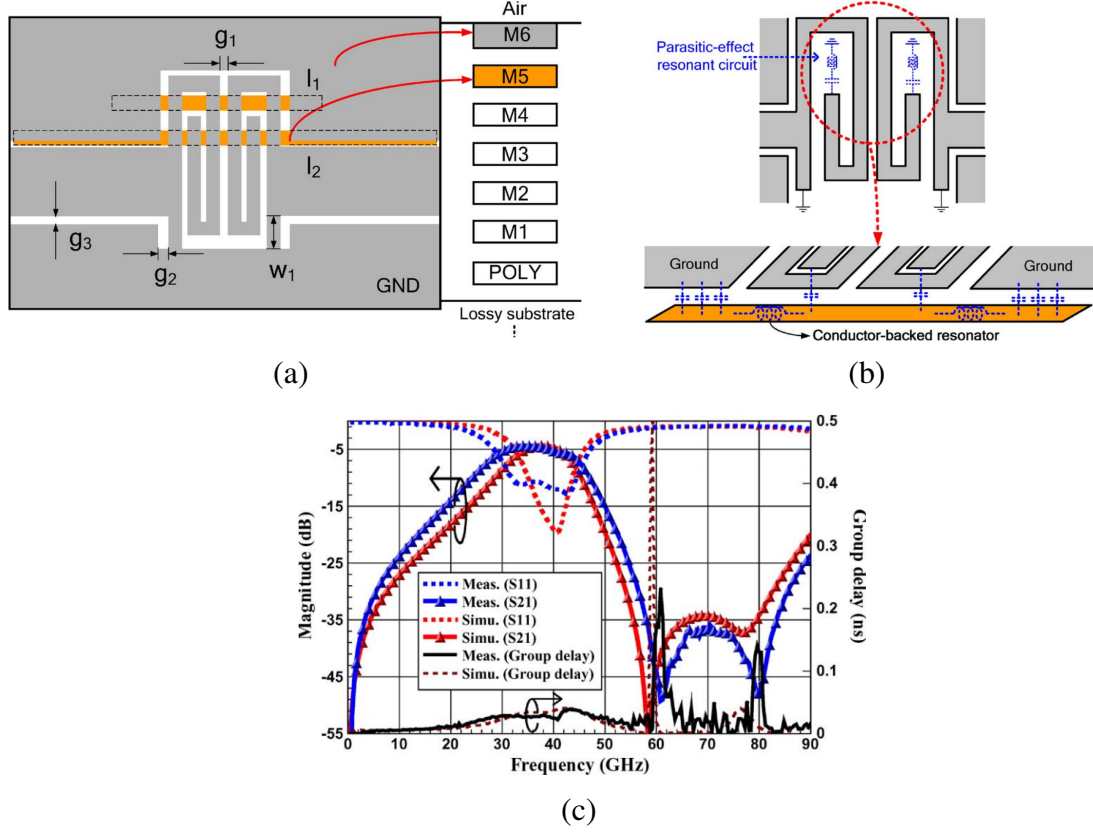 Air
M6
M5
M4
M3
M2
M1
POLY
Lossy substrate
g1
l1
l2
g3
g2
w1
GND
(a)
Parasitic-effect
resonant circuit
Ground
Ground
Conductor-backed resonator
(b)
Magnitude (dB)
-5
-15
-25
-35
-45
-55
0.5
0.4
0.3
0.2
0.1
0
Group delay (ns)
Meas. (S11)
Meas. (S21)
Simu. (S11)
Simu. (S21)
Meas. (Group delay)
Simu. (Group delay)
0 10 20 30 40 50 60 70 80 90
Frequency (GHz)
(c)